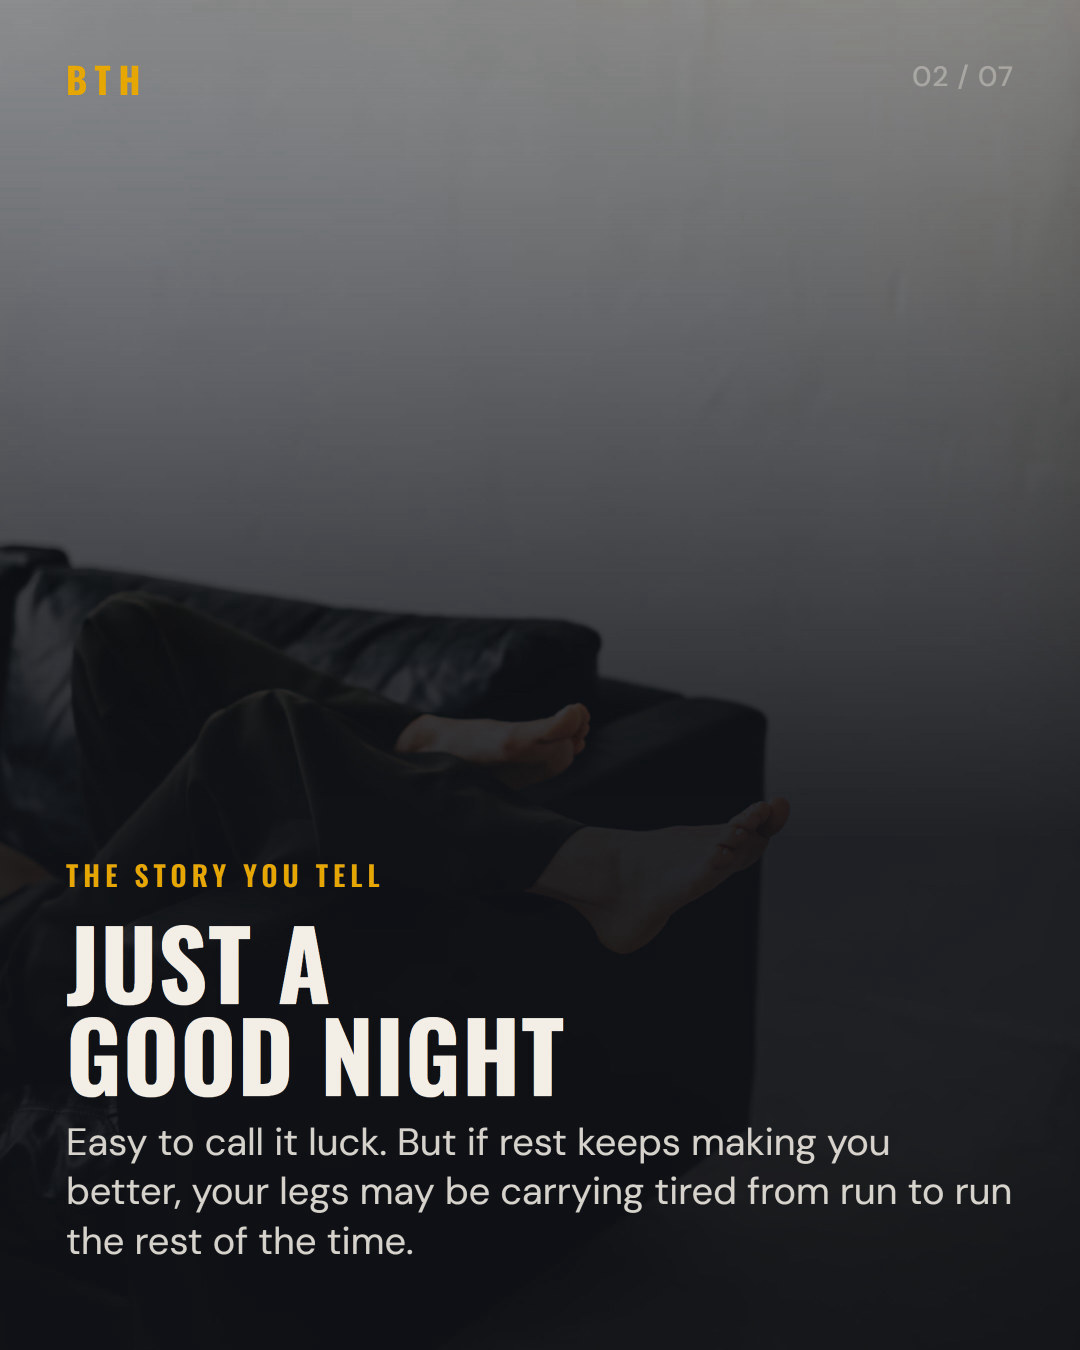 BTH
02 / 07
THE STORY YOU TELL
JUST A
GOOD NIGHT
Easy to call it luck. But if rest keeps making you
better, your legs may be carrying tired from run to run
the rest of the time.